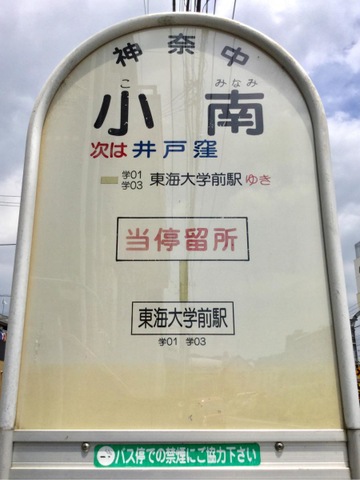 神奈中
こ みなみ
小南
次は 井戸窪
学01
学03 東海大学前駅 ゆき
当停留所
東海大学前駅
学01 学03
バス停での禁煙にご協力下さい